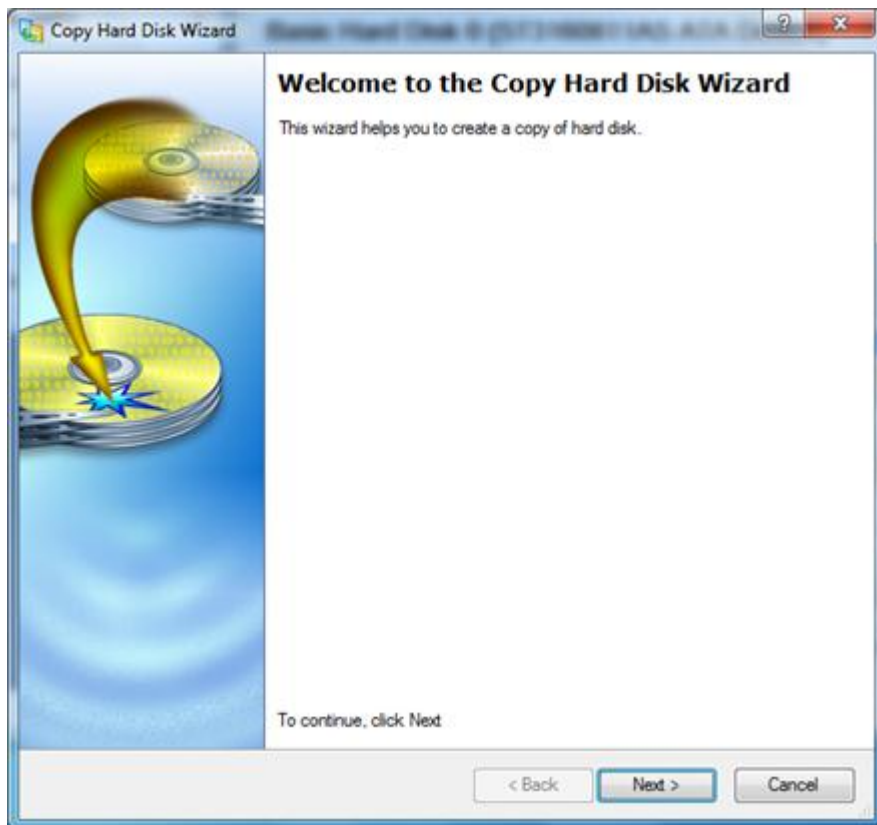 Copy Hard Disk Wizard
Welcome to the Copy Hard Disk Wizard
This wizard helps you to create a copy of hard disk.
To continue, click Next
< Back Next > Cancel